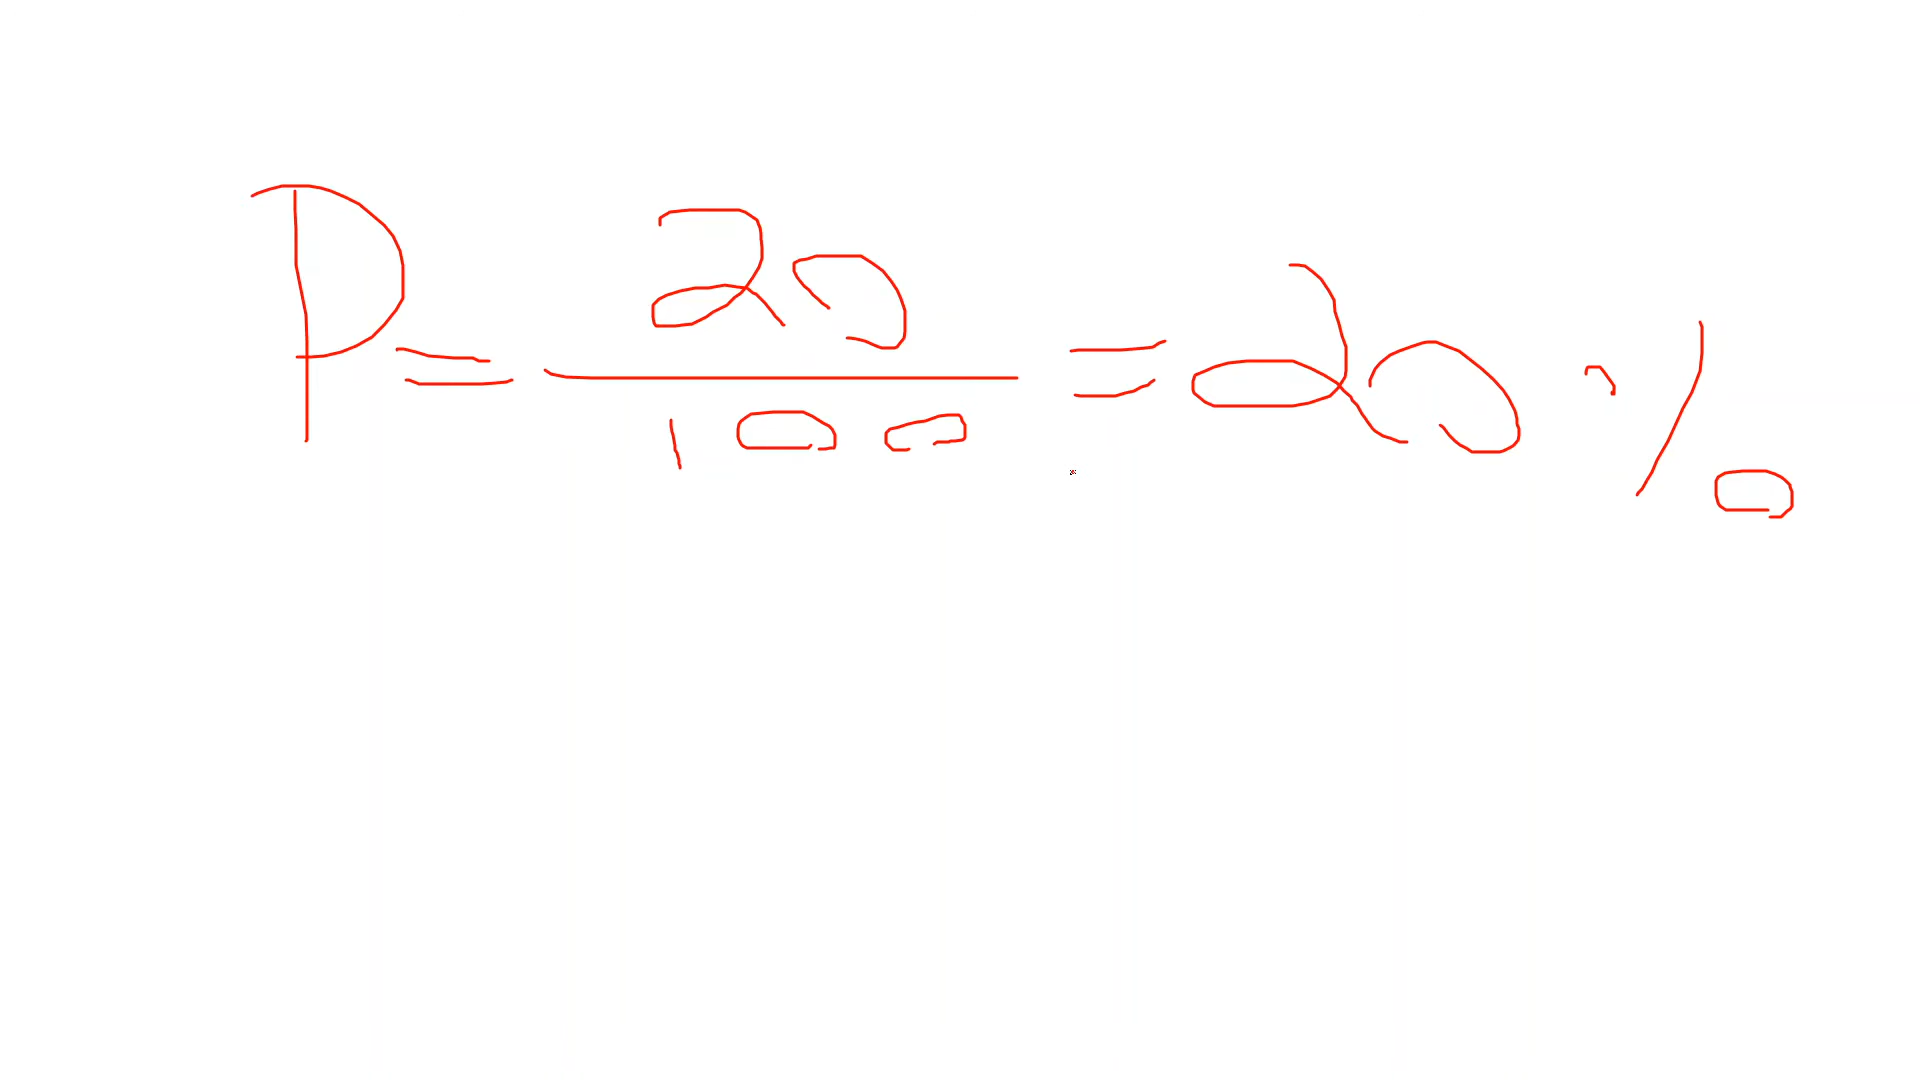 P = 20/100 = 20 %